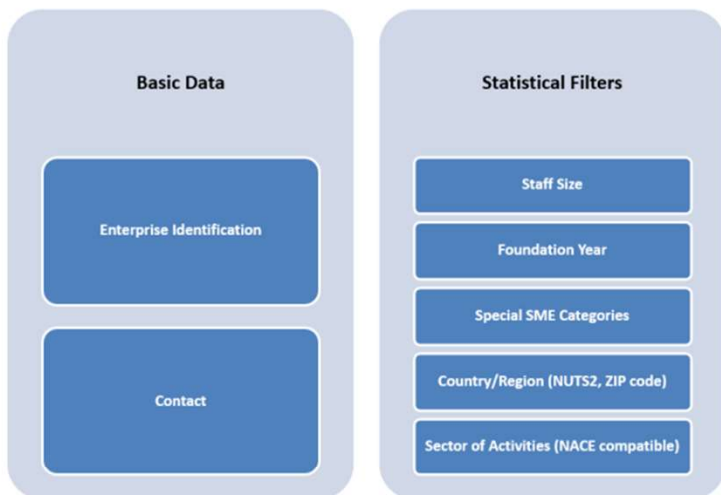 Basic Data
Enterprise Identification
Contact
Statistical Filters
Staff Size
Foundation Year
Special SME Categories
Country/Region (NUTS2, ZIP code)
Sector of Activities (NACE compatible)